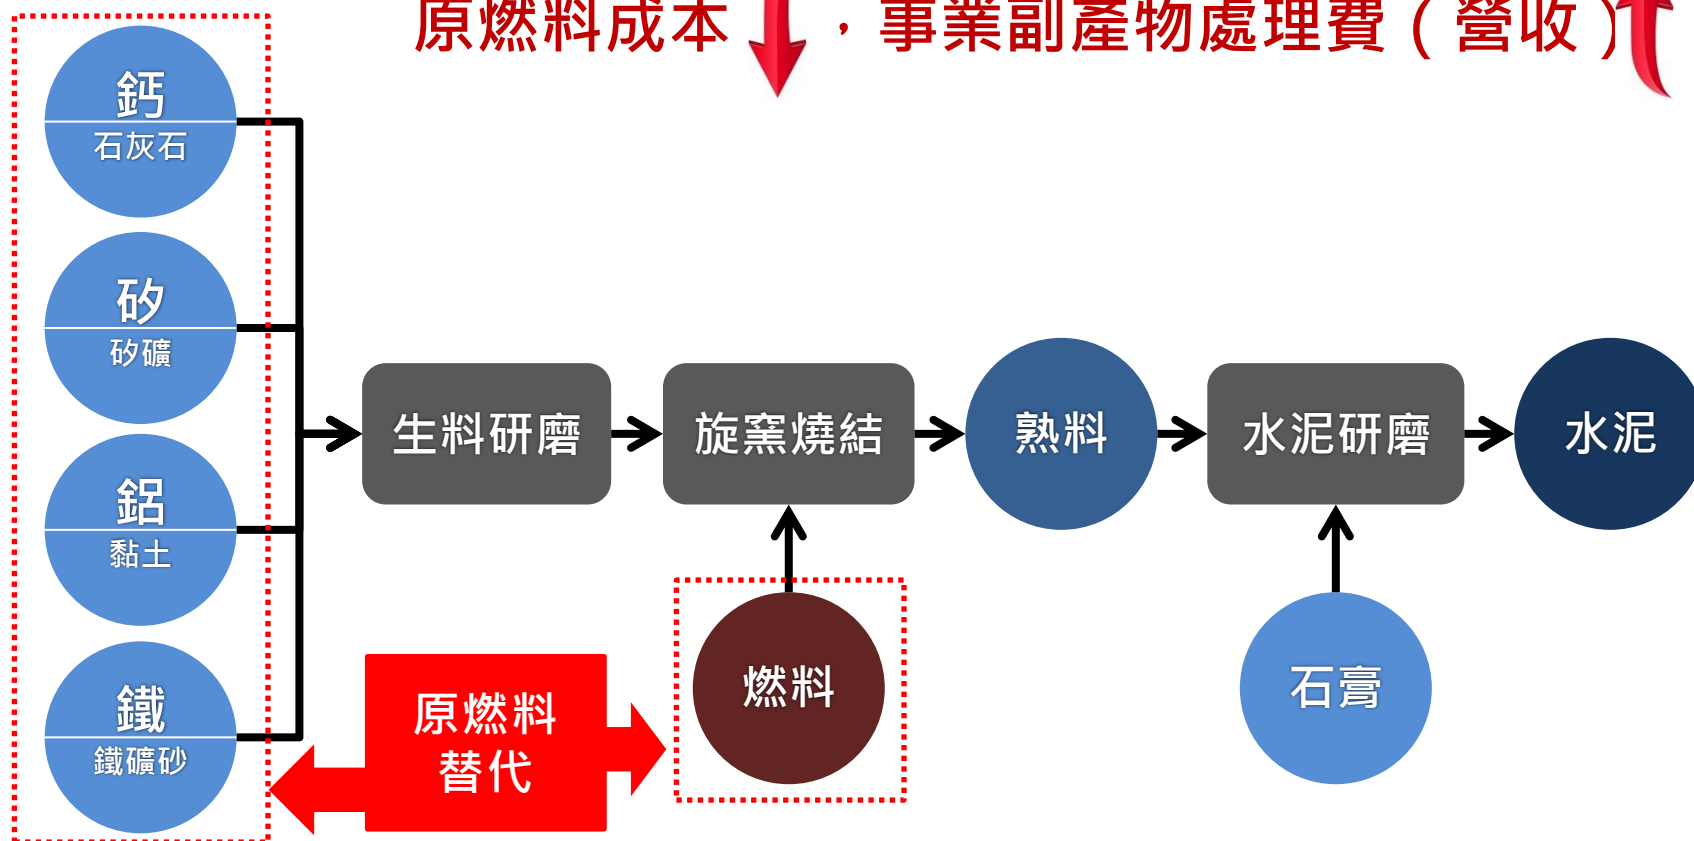 原燃料成本，事業副產物處理費（營收）
鈣
石灰石
矽
矽礦
鋁
黏土
鐵
鐵礦砂
生料研磨
旋窯燒結
熟料
水泥研磨
水泥
原燃料
替代
燃料
石膏